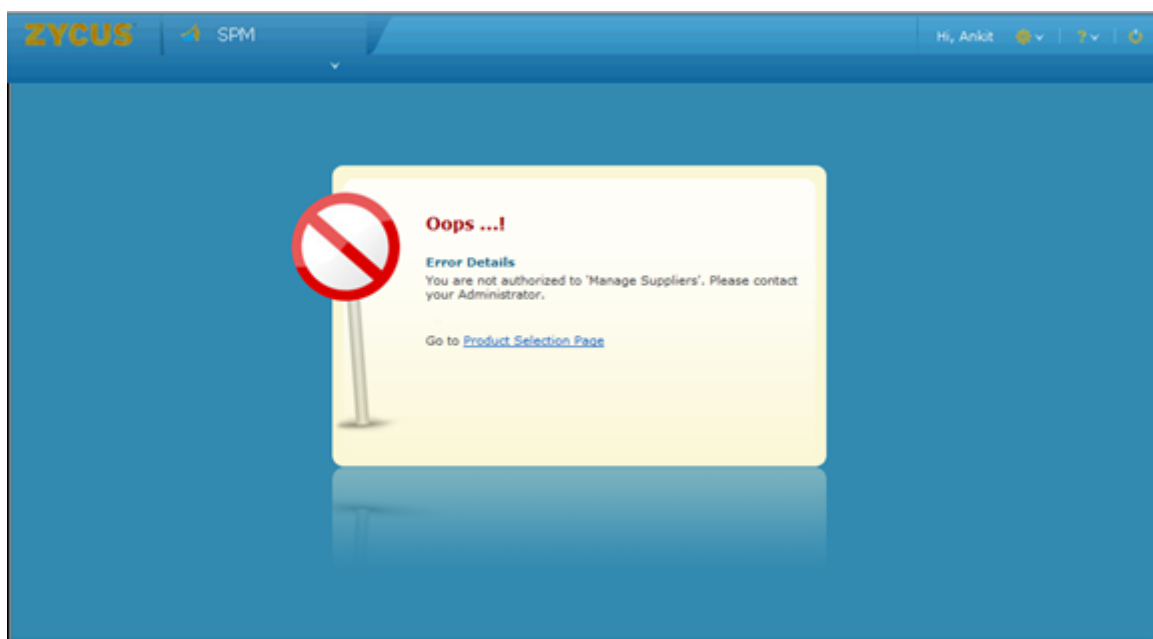 ZYCUS SPM Hi, Ankit ?
Oops ...!
Error Details
You are not authorized to 'Manage Suppliers'. Please contact
your Administrator.
Go to Product Selection Page